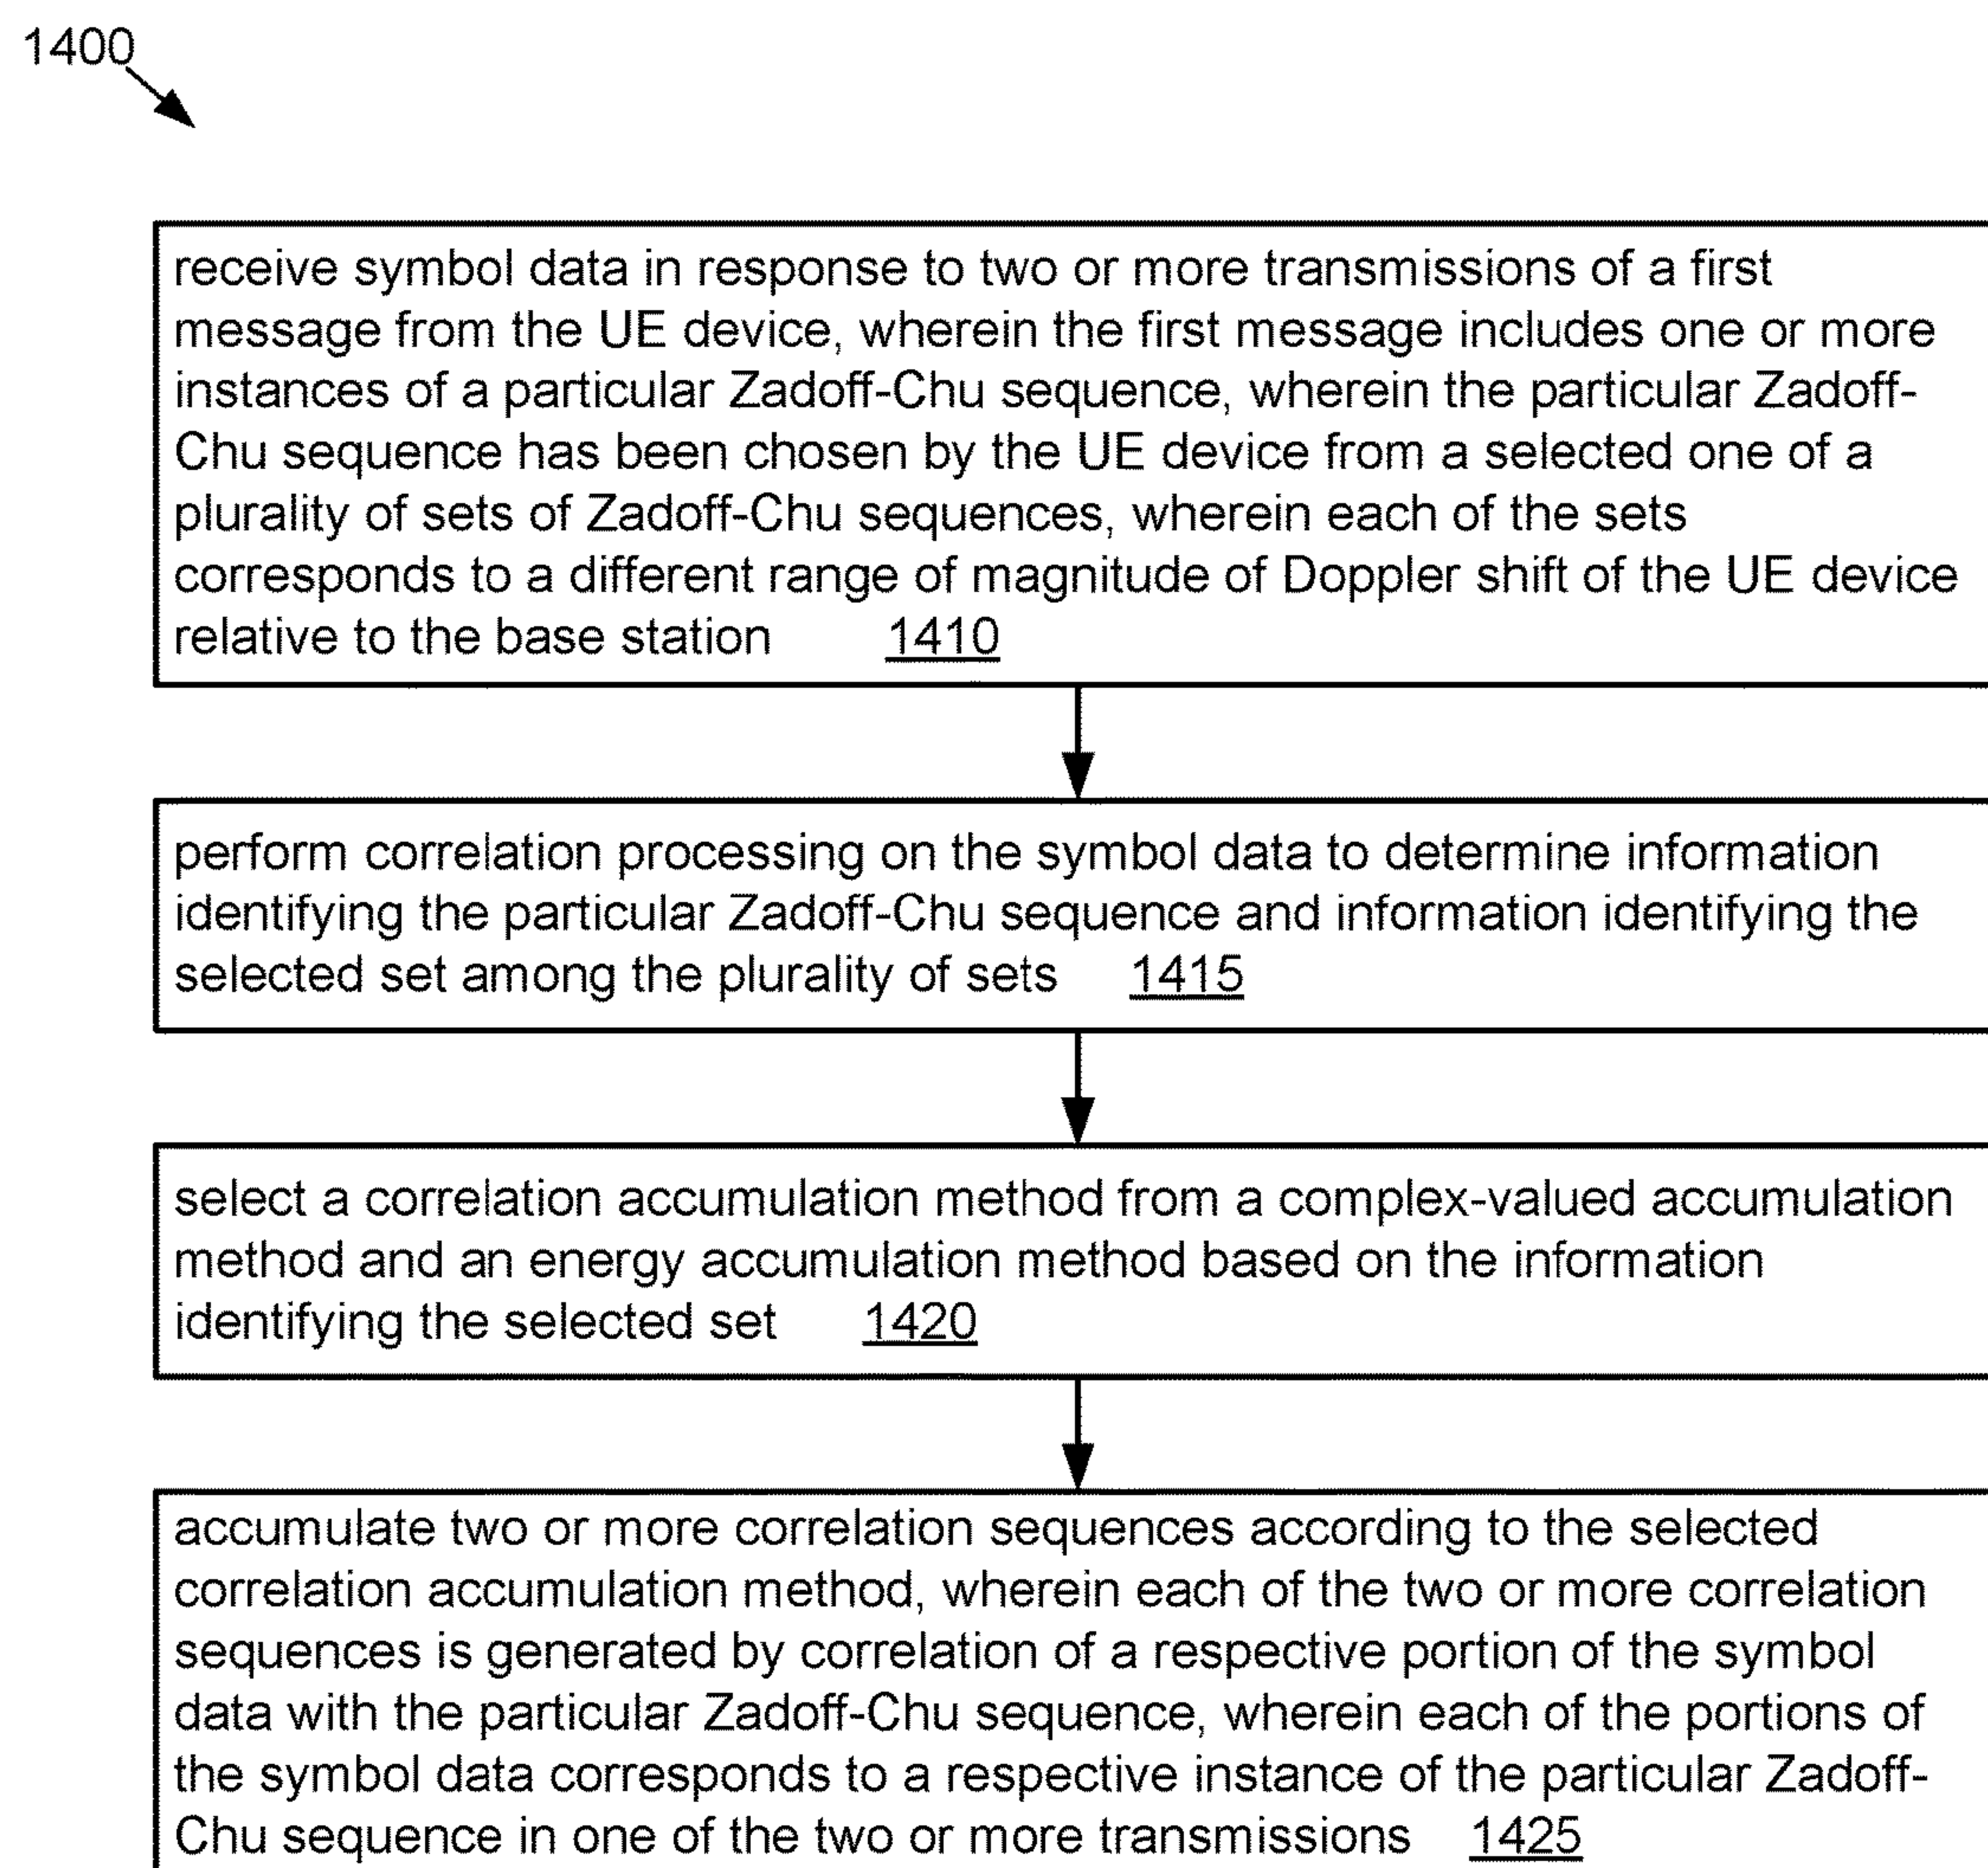 1400
receive symbol data in response to two or more transmissions of a first
message from the UE device, wherein the first message includes one or more
instances of a particular Zadoff-Chu sequence, wherein the particular Zadoff-
Chu sequence has been chosen by the UE device from a selected one of a
plurality of sets of Zadoff-Chu sequences, wherein each of the sets
corresponds to a different range of magnitude of Doppler shift of the UE device
relative to the base station 1410
perform correlation processing on the symbol data to determine information
identifying the particular Zadoff-Chu sequence and information identifying the
selected set among the plurality of sets 1415
select a correlation accumulation method from a complex-valued accumulation
method and an energy accumulation method based on the information
identifying the selected set 1420
accumulate two or more correlation sequences according to the selected
correlation accumulation method, wherein each of the two or more correlation
sequences is generated by correlation of a respective portion of the symbol
data with the particular Zadoff-Chu sequence, wherein each of the portions of
the symbol data corresponds to a respective instance of the particular Zadoff-
Chu sequence in one of the two or more transmissions 1425